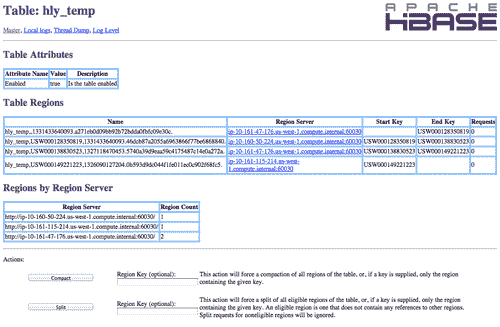 Table: hly_temp
APACHE
HBASE
Master, Local logs, Thread Dump, Log Level
Table Attributes
Attribute Name Value Description
Enabled true Is the table enabled
Table Regions
Name Region Server Start Key End Key Requests
hly_temp,,1331433640093.a271eb0d09bb92b72bdda0fbfc09e30c. ip-10-161-47-176.us-west-1.compute.internal:60030 USW000128350819 0
hly_temp,USW000128350819,1331433640093.46dcb87a2055a6963866f77be68f8840. ip-10-160-50-224.us-west-1.compute.internal:60030 USW000128350819 USW000138830523 0
hly_temp,USW000138830523,1327118470453.5740a39d9eaa59c4175487c14e0a272a. ip-10-161-47-176.us-west-1.compute.internal:60030 USW000138830523 USW000149221223 0
hly_temp,USW000149221223,1326090127204.0b593d9dc044f1fe011ec0c902f68fc5. ip-10-161-115-214.us-west-1.compute.internal:60030 USW000149221223 0
Regions by Region Server
Region Server Region Count
http://ip-10-160-50-224.us-west-1.compute.internal:60030/ 1
http://ip-10-161-115-214.us-west-1.compute.internal:60030/ 1
http://ip-10-161-47-176.us-west-1.compute.internal:60030/ 2
Actions:
Compact Region Key (optional): This action will force a compaction of all regions of the table, or, if a key is supplied, only the region
containing the given key.
Split Region Key (optional): This action will force a split of all eligible regions of the table, or, if a key is supplied, only the region
containing the given key. An eligible region is one that does not contain any references to other regions.
Split requests for noneligible regions will be ignored.